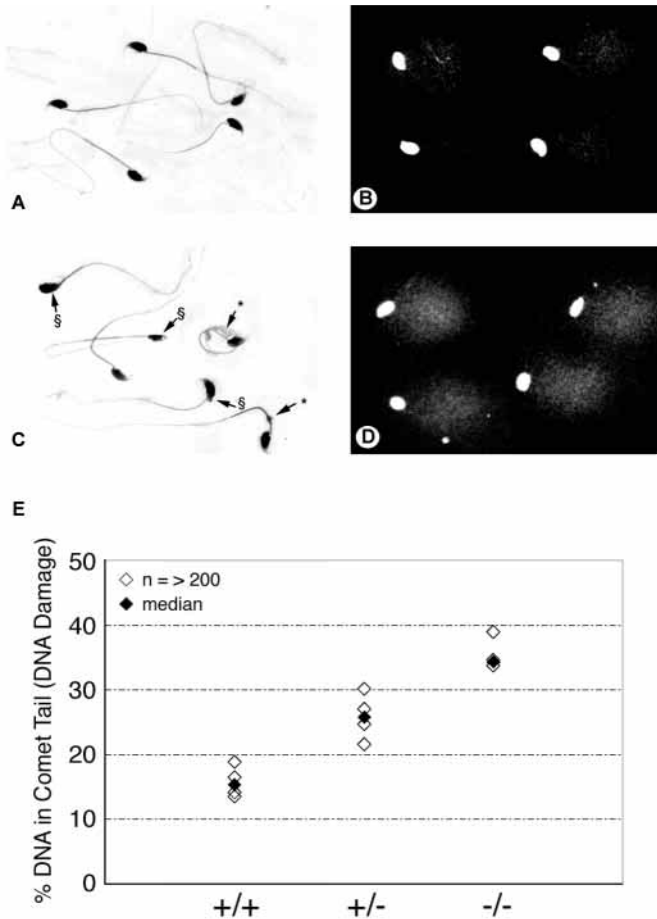 A
B
§
§
*
§
*
C
D
E
% DNA in Comet Tail (DNA Damage)
50
40
30
20
10
0
n = > 200
median
+/+
+/-
-/-